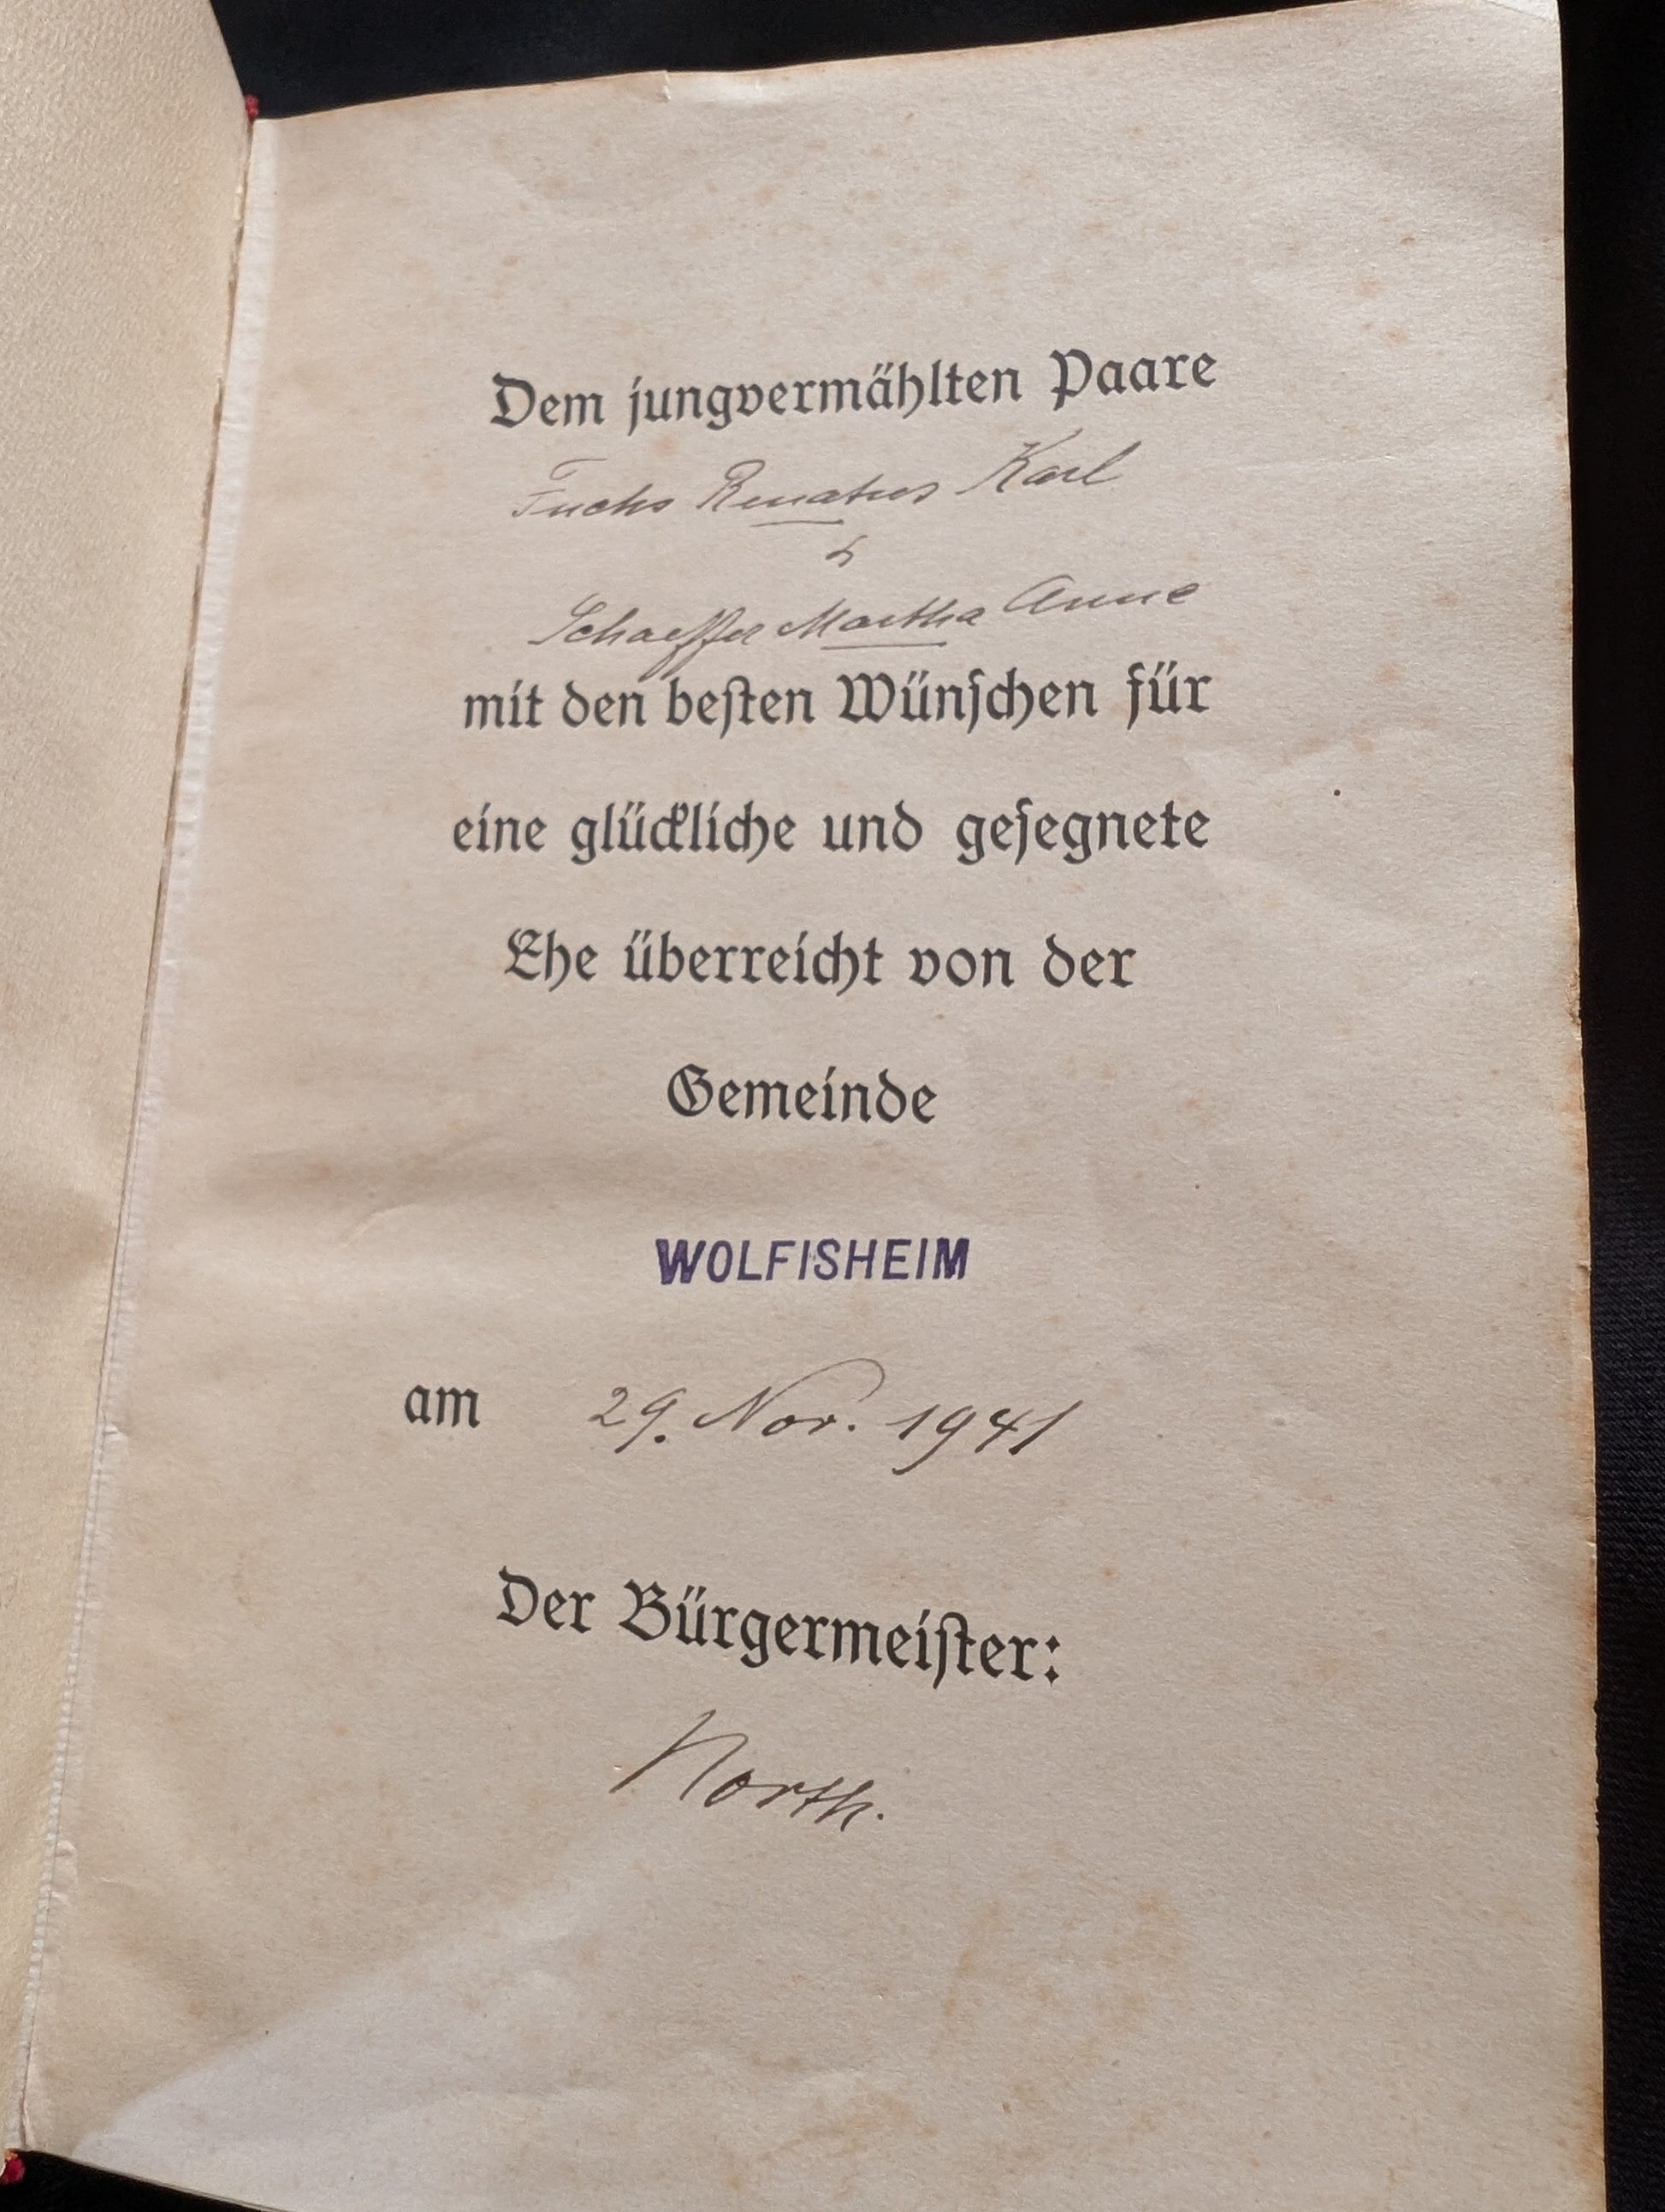 Dem jungvermählten Paare
Fuchs Renatus Karl
&
Schaeffer Martha Anne
mit den besten Wünschen für
eine glückliche und gesegnete
Ehe überreicht von der
Gemeinde
WOLFISHEIM
am 29. Nov. 1941
Der Bürgermeister:
North.